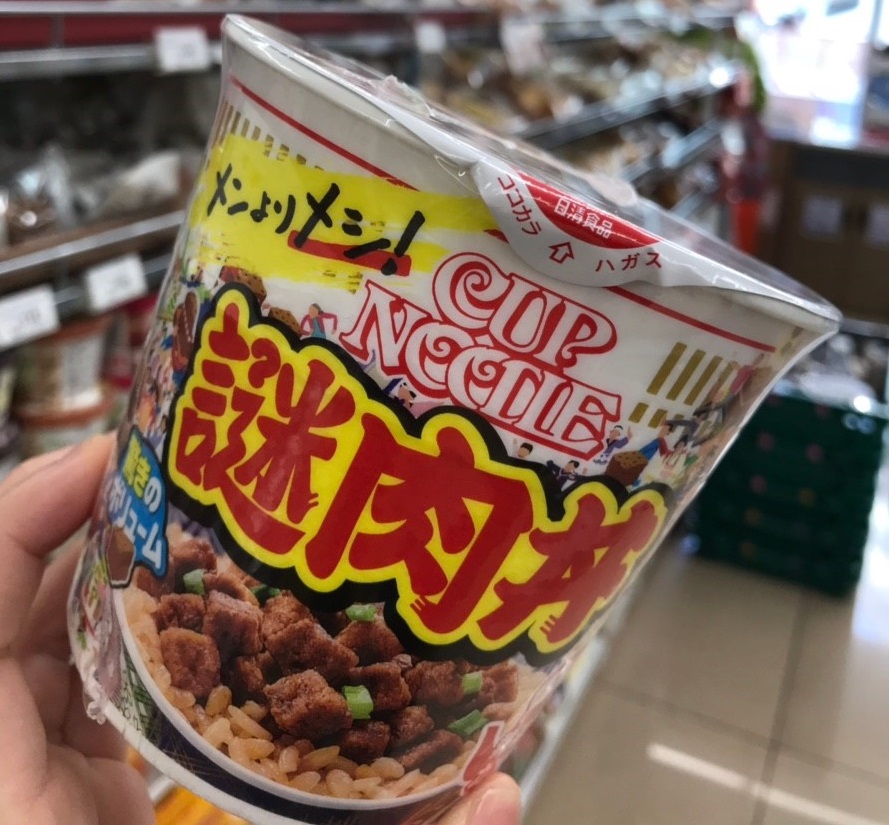 日清食品
ココカラ
ハガス
メンよりメシ!
CUP
NOODLE
謎肉丼
驚きの
ボリューム